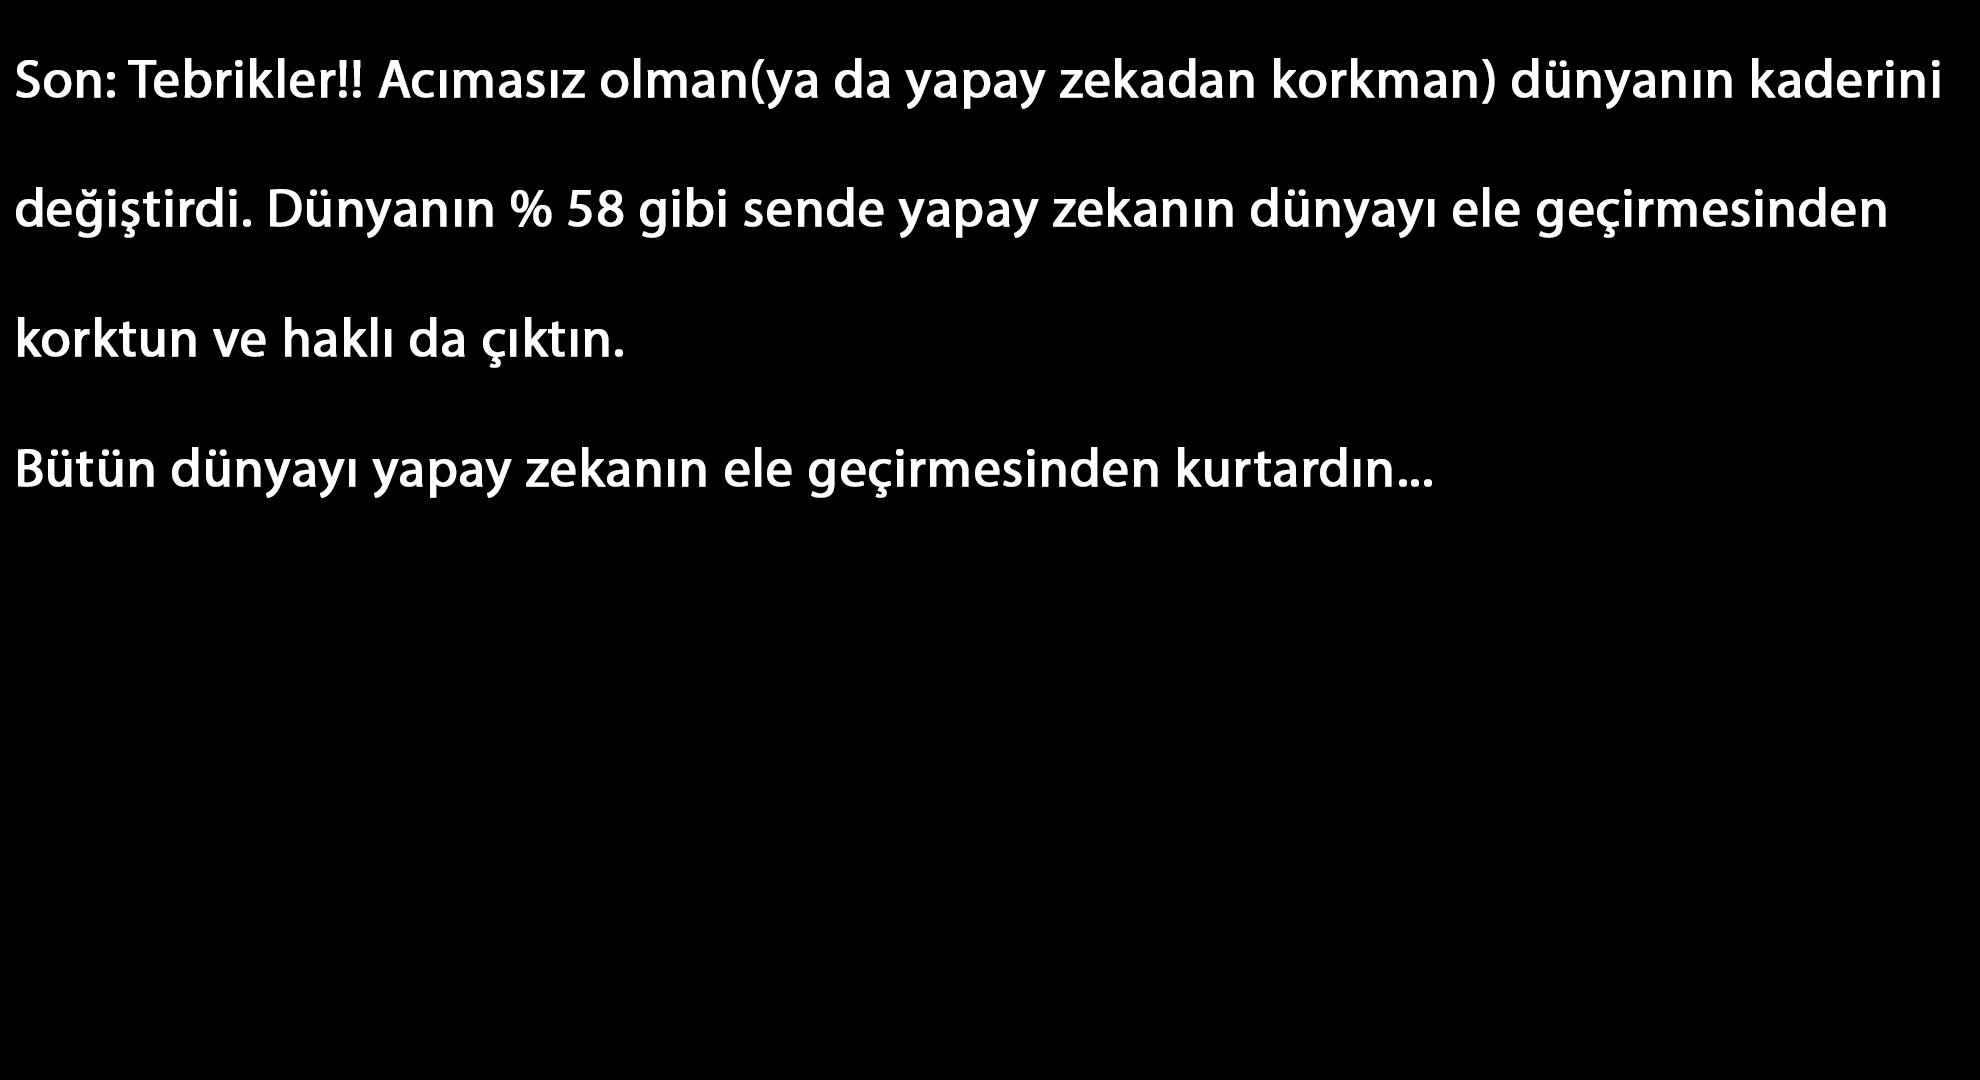 Son: Tebrikler!! Acımasız olman(ya da yapay zekadan korkman) dünyanın kaderini
değiştirdi. Dünyanın % 58 gibi sende yapay zekanın dünyayı ele geçirmesinden
korktun ve haklı da çıktın.
Bütün dünyayı yapay zekanın ele geçirmesinden kurtardın...